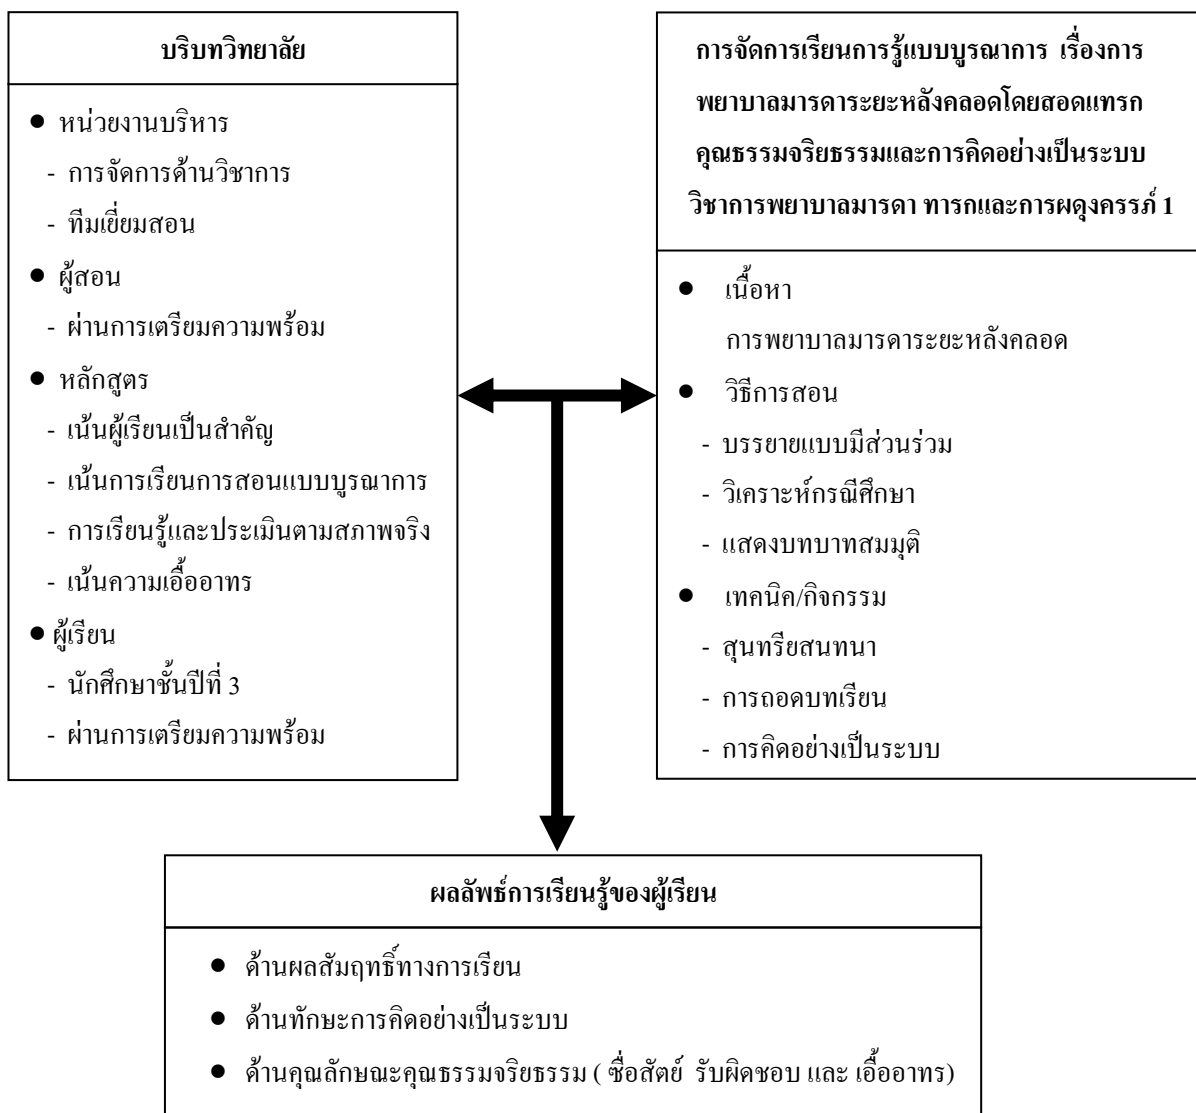 บริบทวิทยาลัย
● หน่วยงานบริหาร
- การจัดการด้านวิชาการ
- ทีมเยี่ยมสอน
● ผู้สอน
- ผ่านการเตรียมความพร้อม
● หลักสูตร
- เน้นผู้เรียนเป็นสำคัญ
- เน้นการเรียนการสอนแบบบูรณาการ
- การเรียนรู้และประเมินตามสภาพจริง
- เน้นความเอื้ออาทร
● ผู้เรียน
- นักศึกษาชั้นปีที่ 3
- ผ่านการเตรียมความพร้อม
การจัดการเรียนการรู้แบบบูรณาการ เรื่องการ
พยาบาลมารดาระยะหลังคลอดโดยสอดแทรก
คุณธรรมจริยธรรมและการคิดอย่างเป็นระบบ
วิชาการพยาบาลมารดา ทารกและการผดุงครรภ์ 1
● เนื้อหา
การพยาบาลมารดาระยะหลังคลอด
● วิธีการสอน
- บรรยายแบบมีส่วนร่วม
- วิเคราะห์กรณีศึกษา
- แสดงบทบาทสมมุติ
● เทคนิค/กิจกรรม
- สุนทรียสนทนา
- การถอดบทเรียน
- การคิดอย่างเป็นระบบ
ผลลัพธ์การเรียนรู้ของผู้เรียน
● ด้านผลสัมฤทธิ์ทางการเรียน
● ด้านทักษะการคิดอย่างเป็นระบบ
● ด้านคุณลักษณะคุณธรรมจริยธรรม ( ซื่อสัตย์ รับผิดชอบ และ เอื้ออาทร)